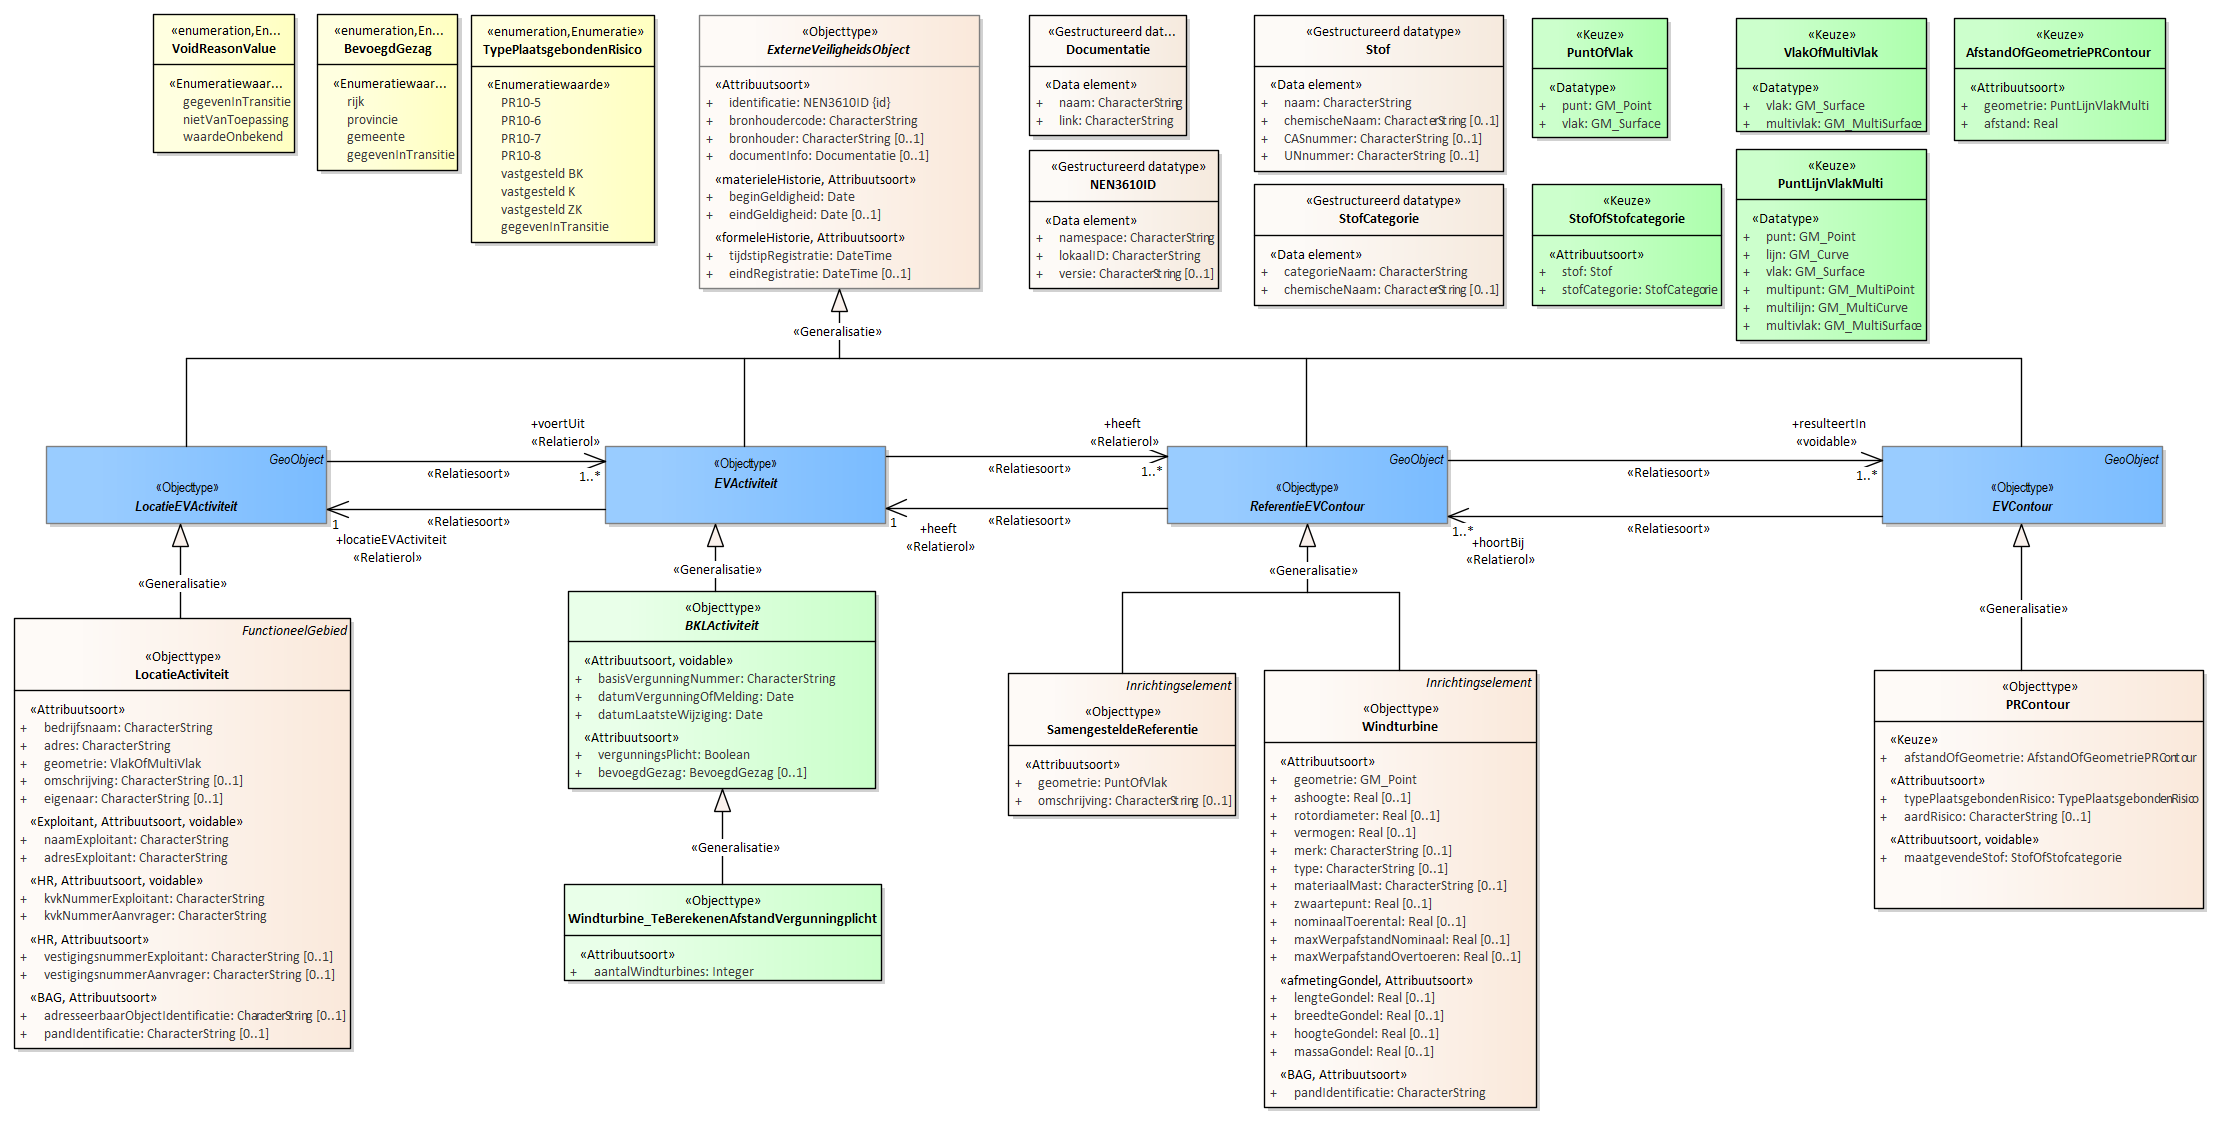 «enumeration,En...
VoidReasonValue
«Enumeratiewaar...
gegevenInTransitie
nietVanToepassing
waardeOnbekend
«enumeration,En...
BevoegdGezag
«Enumeratiewaar...
rijk
provincie
gemeente
gegevenInTransitie
«enumeration,Enumeratie»
TypePlaatsgebondenRisico
«Enumeratiewaarde»
PR10-5
PR10-6
PR10-7
PR10-8
vastgesteld BK
vastgesteld K
vastgesteld ZK
gegevenInTransitie
«Objecttype»
ExterneVeiligheidsObject
«Attribuutsoort»
+ identificatie: NEN3610ID {id}
+ bronhoudercode: CharacterString
+ bronhouder: CharacterString [0..1]
+ documentInfo: Documentatie [0..1]
«materieleHistorie, Attribuutsoort»
+ beginGeldigheid: Date
+ eindGeldigheid: Date [0..1]
«formeleHistorie, Attribuutsoort»
+ tijdstipRegistratie: DateTime
+ eindRegistratie: DateTime [0..1]
«Gestructureerd dat...
Documentatie
«Data element»
+ naam: CharacterString
+ link: CharacterString
«Gestructureerd datatype»
NEN3610ID
«Data element»
+ namespace: CharacterString
+ lokaalID: CharacterString
+ versie: CharacterString [0..1]
«Gestructureerd datatype»
Stof
«Data element»
+ naam: CharacterString
+ chemischeNaam: CharacterString [0..1]
+ CASnummer: CharacterString [0..1]
+ UNnummer: CharacterString [0..1]
«Gestructureerd datatype»
StofCategorie
«Data element»
+ categorieNaam: CharacterString
+ chemischeNaam: CharacterString [0..1]
«Keuze»
PuntOfVlak
«Datatype»
+ punt: GM_Point
+ vlak: GM_Surface
«Keuze»
StofOfStofcategorie
«Attribuutsoort»
+ stof: Stof
+ stofCategorie: StofCategorie
«Keuze»
VlakOfMultiVlak
«Datatype»
+ vlak: GM_Surface
+ multivlak: GM_MultiSurface
«Keuze»
PuntLijnVlakMulti
«Datatype»
+ punt: GM_Point
+ lijn: GM_Curve
+ vlak: GM_Surface
+ multipunt: GM_MultiPoint
+ multilijn: GM_MultiCurve
+ multivlak: GM_MultiSurface
«Keuze»
AfstandOfGeometriePRContour
«Attribuutsoort»
+ geometrie: PuntLijnVlakMulti
+ afstand: Real
«Generalisatie»
GeoObject
«Objecttype»
LocatieEVActiviteit
+voertUit
«Relatierol»
1..*
«Relatiesoort»
«Relatiesoort»
1
+locatieEVActiviteit
«Relatierol»
«Objecttype»
EVActiviteit
+heeft
«Relatierol»
1..*
«Relatiesoort»
«Relatiesoort»
1
+heeft
«Relatierol»
GeoObject
«Objecttype»
ReferentieEVContour
+resulteertIn
«voidable»
1..*
«Relatiesoort»
«Relatiesoort»
1..*
+hoortBij
«Relatierol»
GeoObject
«Objecttype»
EVContour
«Generalisatie»
«Generalisatie»
«Generalisatie»
«Generalisatie»
FunctioneelGebied
«Objecttype»
LocatieActiviteit
«Attribuutsoort»
+ bedrijfsnaam: CharacterString
+ adres: CharacterString
+ geometrie: VlakOfMultiVlak
+ omschrijving: CharacterString [0..1]
+ eigenaar: CharacterString [0..1]
«Exploitant, Attribuutsoort, voidable»
+ naamExploitant: CharacterString
+ adresExploitant: CharacterString
«HR, Attribuutsoort, voidable»
+ kvkNummerExploitant: CharacterString
+ kvkNummerAanvrager: CharacterString
«HR, Attribuutsoort»
+ vestigingsnummerExploitant: CharacterString [0..1]
+ vestigingsnummerAanvrager: CharacterString [0..1]
«BAG, Attribuutsoort»
+ adresseerbaarObjectIdentificatie: CharacterString [0..1]
+ pandIdentificatie: CharacterString [0..1]
«Objecttype»
BKLActiviteit
«Attribuutsoort, voidable»
+ basisVergunningNummer: CharacterString
+ datumVergunningOfMelding: Date
+ datumLaatsteWijziging: Date
«Attribuutsoort»
+ vergunningsPlicht: Boolean
+ bevoegdGezag: BevoegdGezag [0..1]
«Generalisatie»
«Objecttype»
Windturbine_TeBerekenenAfstandVergunningplicht
«Attribuutsoort»
+ aantalWindturbines: Integer
Inrichtingselement
«Objecttype»
SamengesteldeReferentie
«Attribuutsoort»
+ geometrie: PuntOfVlak
+ omschrijving: CharacterString [0..1]
Inrichtingselement
«Objecttype»
Windturbine
«Attribuutsoort»
+ geometrie: GM_Point
+ ashoogte: Real [0..1]
+ rotordiameter: Real [0..1]
+ vermogen: Real [0..1]
+ merk: CharacterString [0..1]
+ type: CharacterString [0..1]
+ materiaalMast: CharacterString [0..1]
+ zwaartepunt: Real [0..1]
+ nominaalToerental: Real [0..1]
+ maxWerpafstandNominaal: Real [0..1]
+ maxWerpafstandOvertoeren: Real [0..1]
«afmetingGondel, Attribuutsoort»
+ lengteGondel: Real [0..1]
+ breedteGondel: Real [0..1]
+ hoogteGondel: Real [0..1]
+ massaGondel: Real [0..1]
«BAG, Attribuutsoort»
+ pandIdentificatie: CharacterString
«Objecttype»
PRContour
«Keuze»
+ afstandOfGeometrie: AfstandOfGeometriePRContour
«Attribuutsoort»
+ typePlaatsgebondenRisico: TypePlaatsgebondenRisico
+ aardRisico: CharacterString [0..1]
«Attribuutsoort, voidable»
+ maatgevendeStof: StofOfStofcategorie